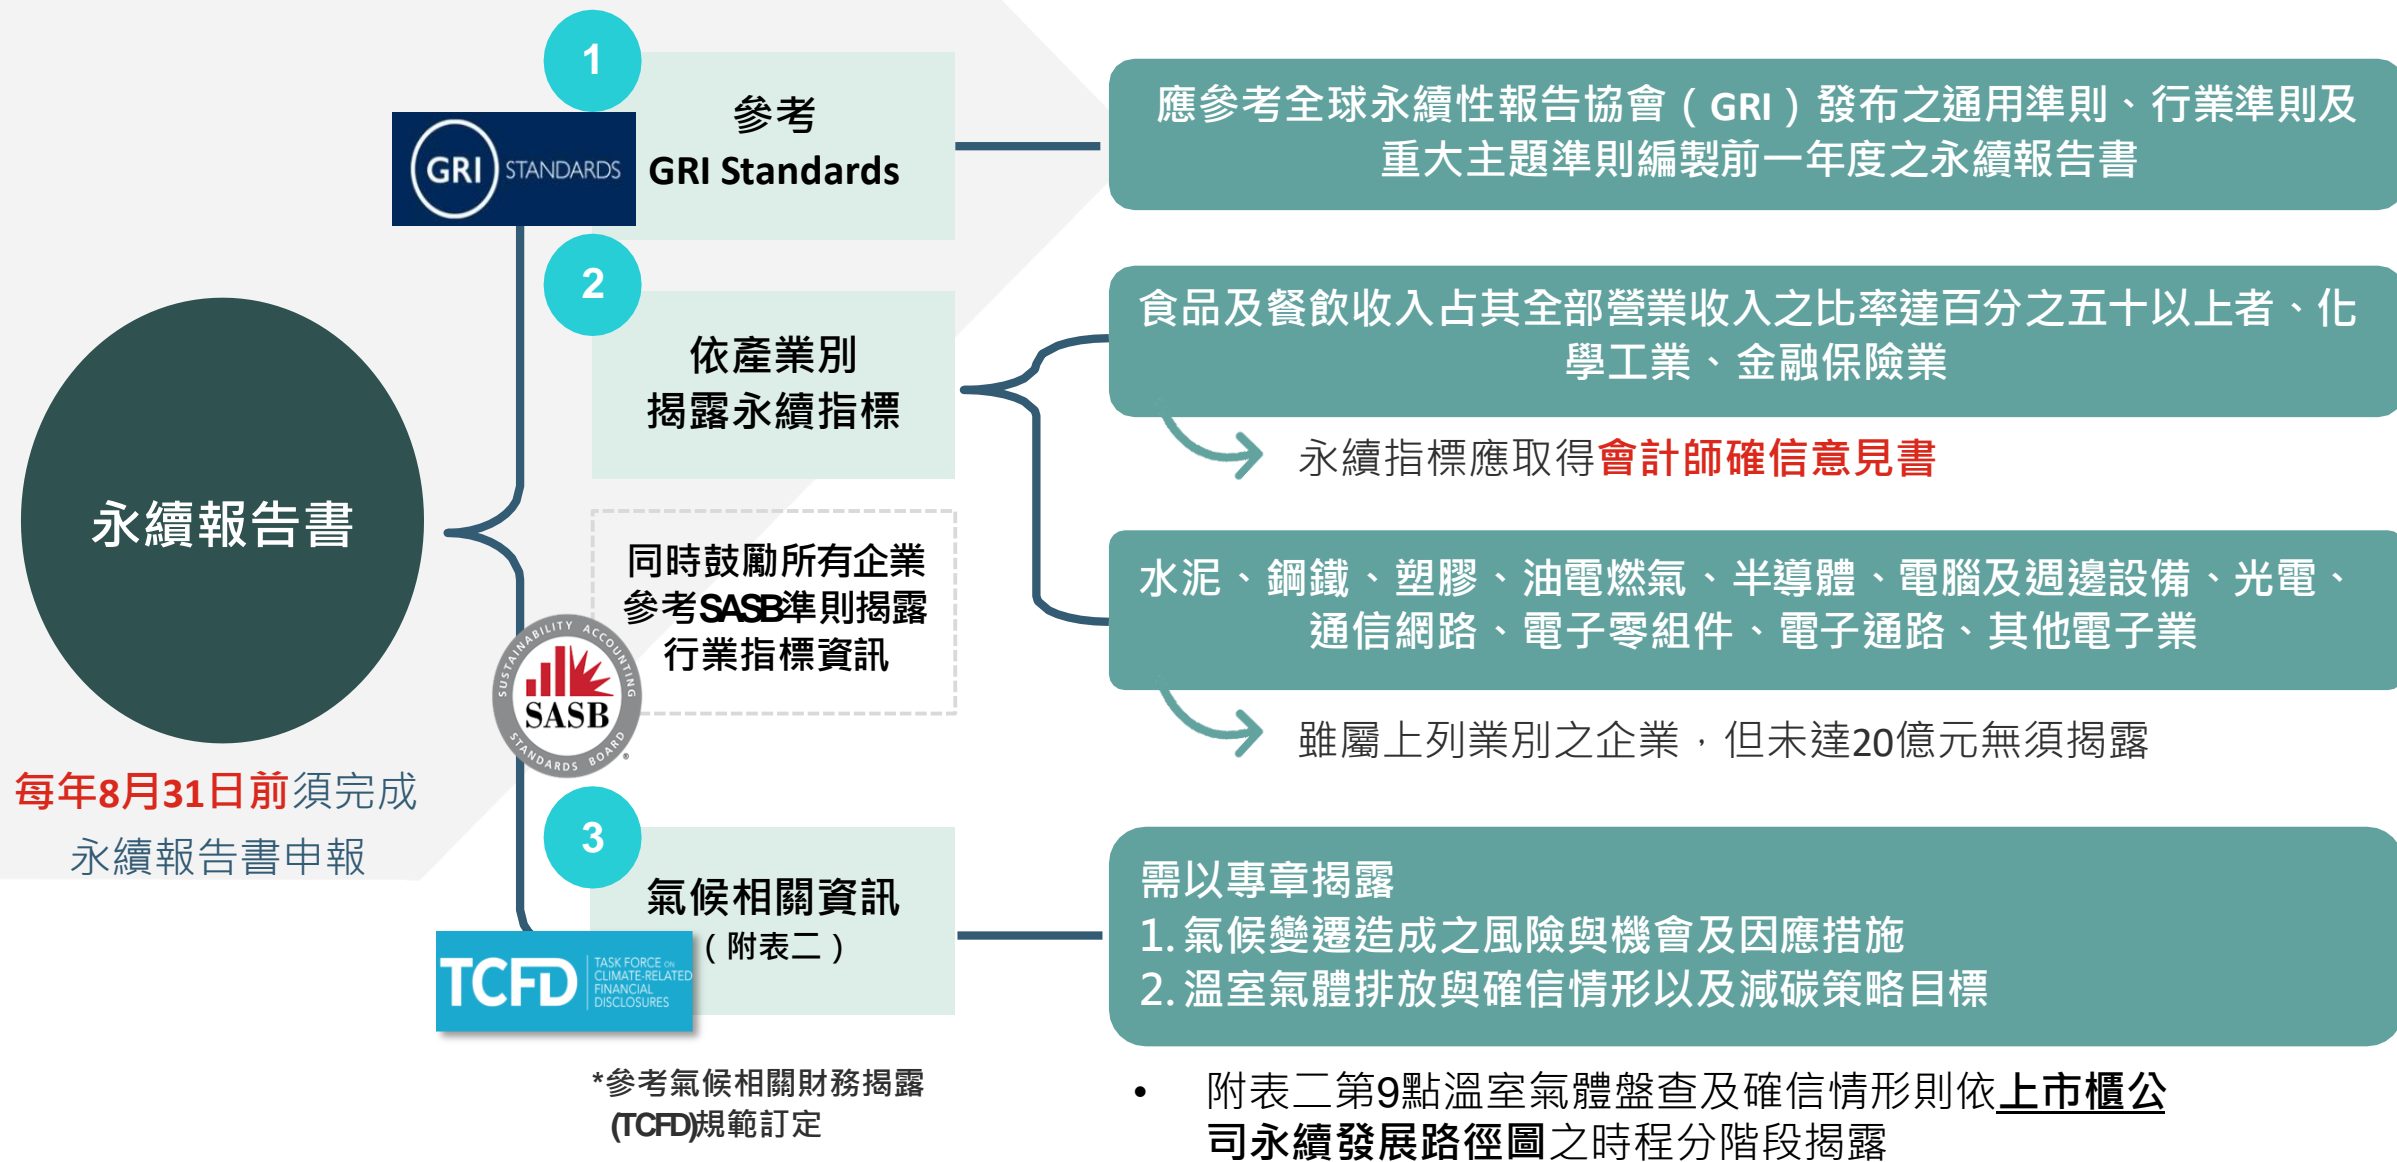 永續報告書
每年8月31日前須完成
永續報告書申報
1
GRI STANDARDS
參考
GRI Standards
應參考全球永續性報告協會（GRI）發布之通用準則、行業準則及
重大主題準則編製前一年度之永續報告書
2
依產業別
揭露永續指標
食品及餐飲收入占其全部營業收入之比率達百分之五十以上者、化
學工業、金融保險業
永續指標應取得會計師確信意見書
同時鼓勵所有企業
參考SASB準則揭露
行業指標資訊
SUSTAINABILITY ACCOUNTING
SASB
STANDARDS BOARD
®
水泥、鋼鐵、塑膠、油電燃氣、半導體、電腦及週邊設備、光電、
通信網路、電子零組件、電子通路、其他電子業
雖屬上列業別之企業，但未達20億元無須揭露
3
氣候相關資訊
（附表二）
TCFD
TASK FORCE ON
CLIMATE-RELATED
FINANCIAL
DISCLOSURES
*參考氣候相關財務揭露
(TCFD)規範訂定
需以專章揭露
1. 氣候變遷造成之風險與機會及因應措施
2. 溫室氣體排放與確信情形以及減碳策略目標
• 附表二第9點溫室氣體盤查及確信情形則依上市櫃公
司永續發展路徑圖之時程分階段揭露